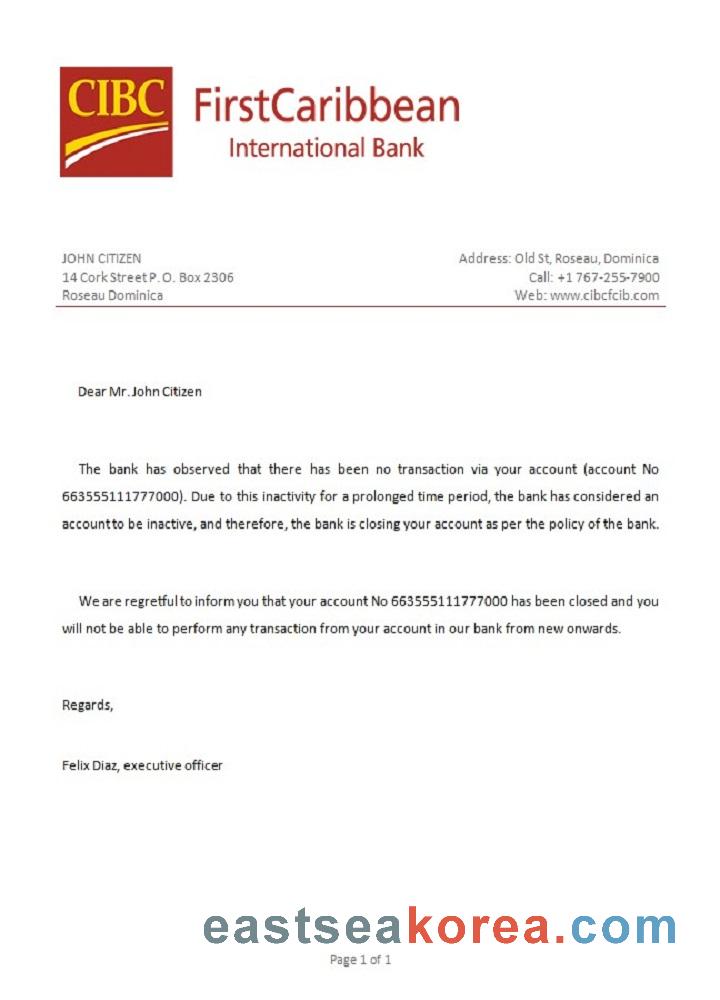 CIBC FirstCaribbean
International Bank
JOHN CITIZEN
14 Cork Street P. O. Box 2306
Roseau Dominica
Address: Old St, Roseau, Dominica
Call: +1 767-255-7900
Web: www.cibcfcib.com
Dear Mr. John Citizen
The bank has observed that there has been no transaction via your account (account No
663555111777000). Due to this inactivity for a prolonged time period, the bank has considered an
account to be inactive, and therefore, the bank is closing your account as per the policy of the bank.
We are regretful to inform you that your account No 663555111777000 has been closed and you
will not be able to perform any transaction from your account in our bank from new onwards.
Regards,
Felix Diaz, executive officer
eastseakorea.com
Page 1 of 1